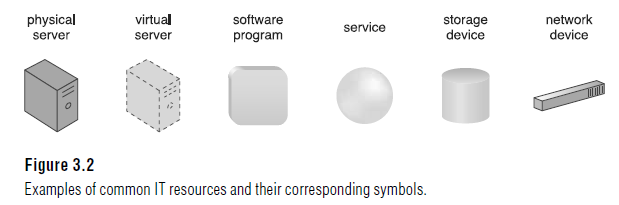 physical server
virtual server
software program
service
storage device
network device
Figure 3.2
Examples of common IT resources and their corresponding symbols.